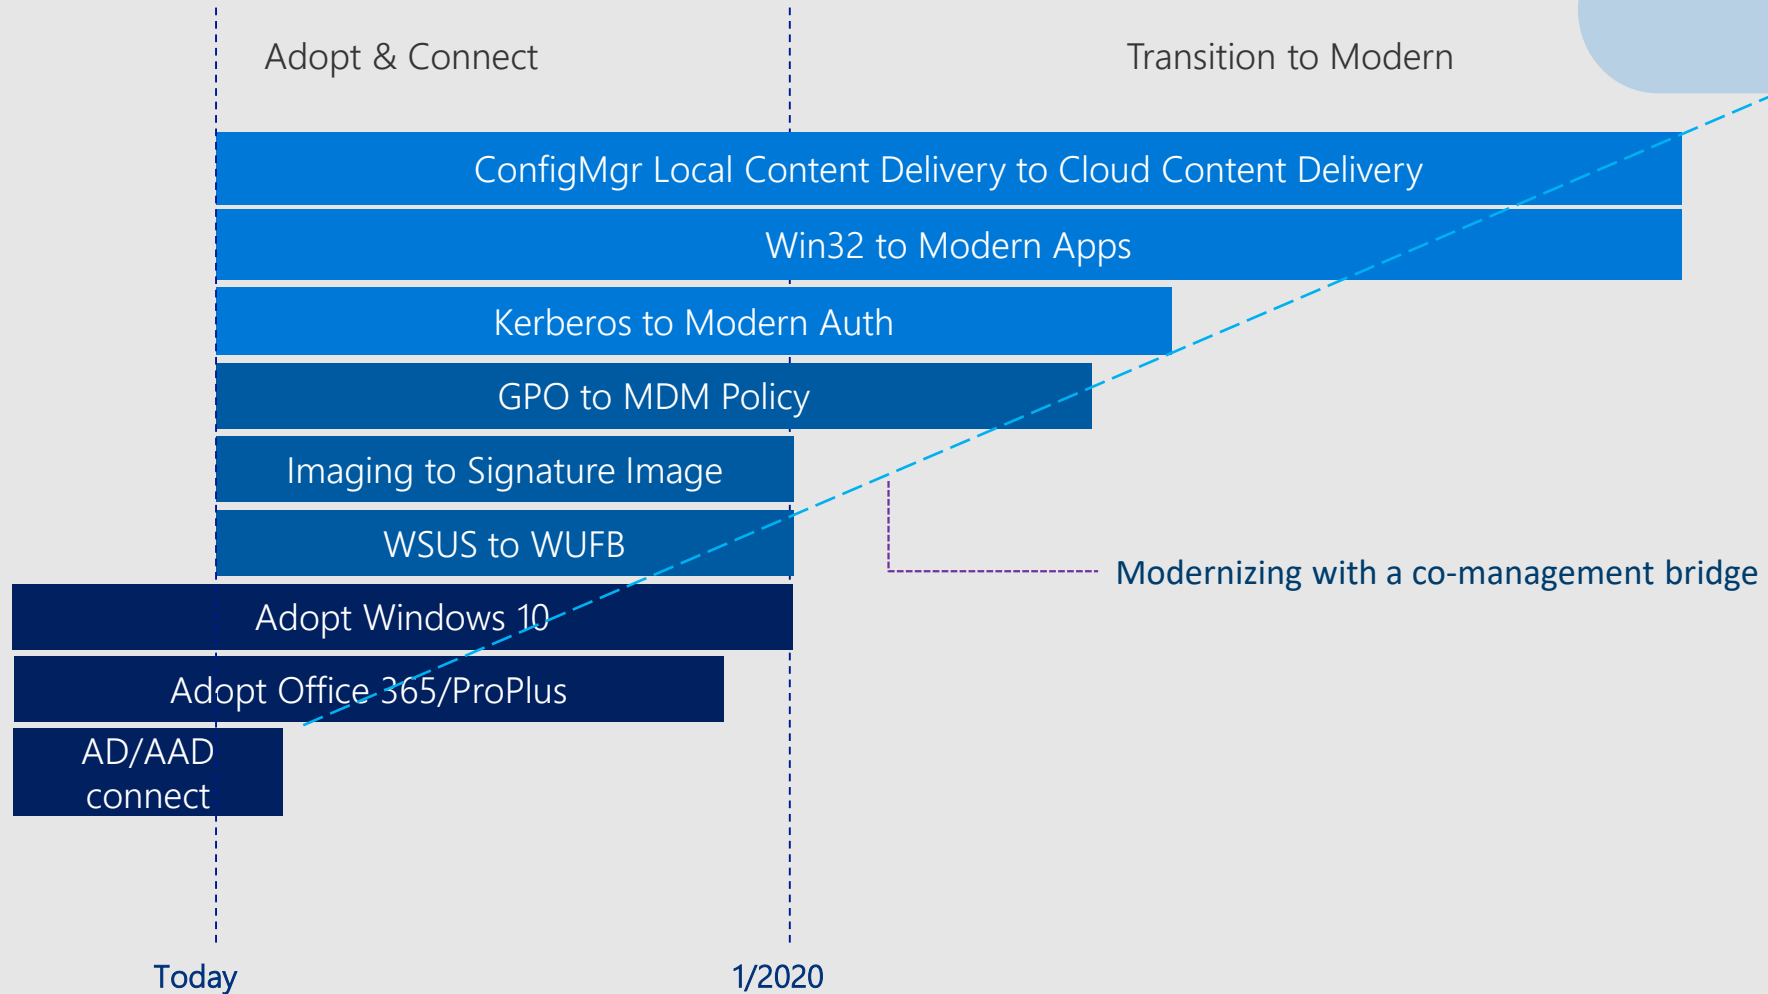 Adopt & Connect
Transition to Modern
ConfigMgr Local Content Delivery to Cloud Content Delivery
Win32 to Modern Apps
Kerberos to Modern Auth
GPO to MDM Policy
Imaging to Signature Image
WSUS to WUFB
Modernizing with a co-management bridge
Adopt Windows 10
Adopt Office 365/ProPlus
AD/AAD
connect
Today
1/2020